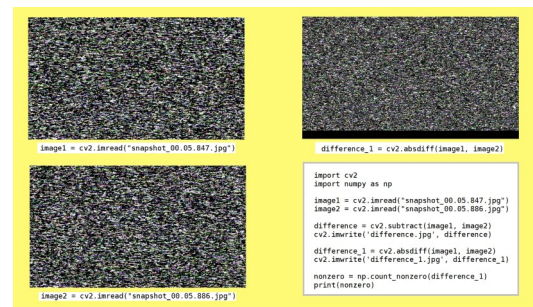 image1 = cv2.imread("snapshot_00.05.847.jpg")
difference_1 = cv2.absdiff(image1, image2)
image2 = cv2.imread("snapshot_00.05.886.jpg")
import cv2
import numpy as np
image1 = cv2.imread("snapshot_00.05.847.jpg")
image2 = cv2.imread("snapshot_00.05.886.jpg")
difference = cv2.subtract(image1, image2)
cv2.imwrite('difference.jpg', difference)
difference_1 = cv2.absdiff(image1, image2)
cv2.imwrite('difference_1.jpg', difference_1)
nonzero = np.count_nonzero(difference_1)
print(nonzero)